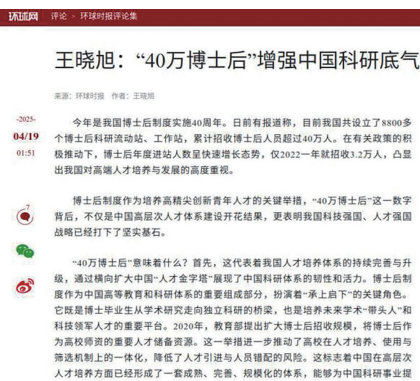 环球网 评论 > 环球时报评论集
王晓旭：“40万博士后”增强中国科研底气
来源：环球时报 作者：王晓旭
-2025-
04/19
01:51
今年是我国博士后制度实施40周年。日前有报道称，目前我国共设立了8800多
个博士后科研流动站、工作站，累计招收博士后人员超过40万人。在有关政策的积
极推动下，博士后年度进站人数呈快速增长态势，仅2022一年就招收3.2万人，凸显
出我国对高端人才培养与发展的高度重视。
7
博士后制度作为培养高精尖创新青年人才的关键举措，“40万博士后”这一数字
背后，不仅是中国高层次人才体系建设开花结果，更表明我国科技强国、人才强国
战略已经打下了坚实基石。
“40万博士后”意味着什么？首先，这代表着我国人才培养体系的持续完善与升
级，通过横向扩大中国“人才金字塔”展现了中国科研体系的韧性和活力。博士后制
度作为中国高等教育和科研体系的重要组成部分，扮演着“承上启下”的关键角色。
它既是博士毕业生从学术研究走向独立科研的桥梁，也是培养未来学术“带头人”和
科技领军人才的重要平台。2020年，教育部提出扩大博士后招收规模，将博士后作
为高校师资的重要人才储备资源。这一举措进一步推动了高校在人才培养、使用与
筛选机制上的一体化，降低了人才引进与人员错配的风险。这标志着中国在高层次
人才培养方面已经形成了一套成熟、完善、规模化的体系，能够为中国科研事业提